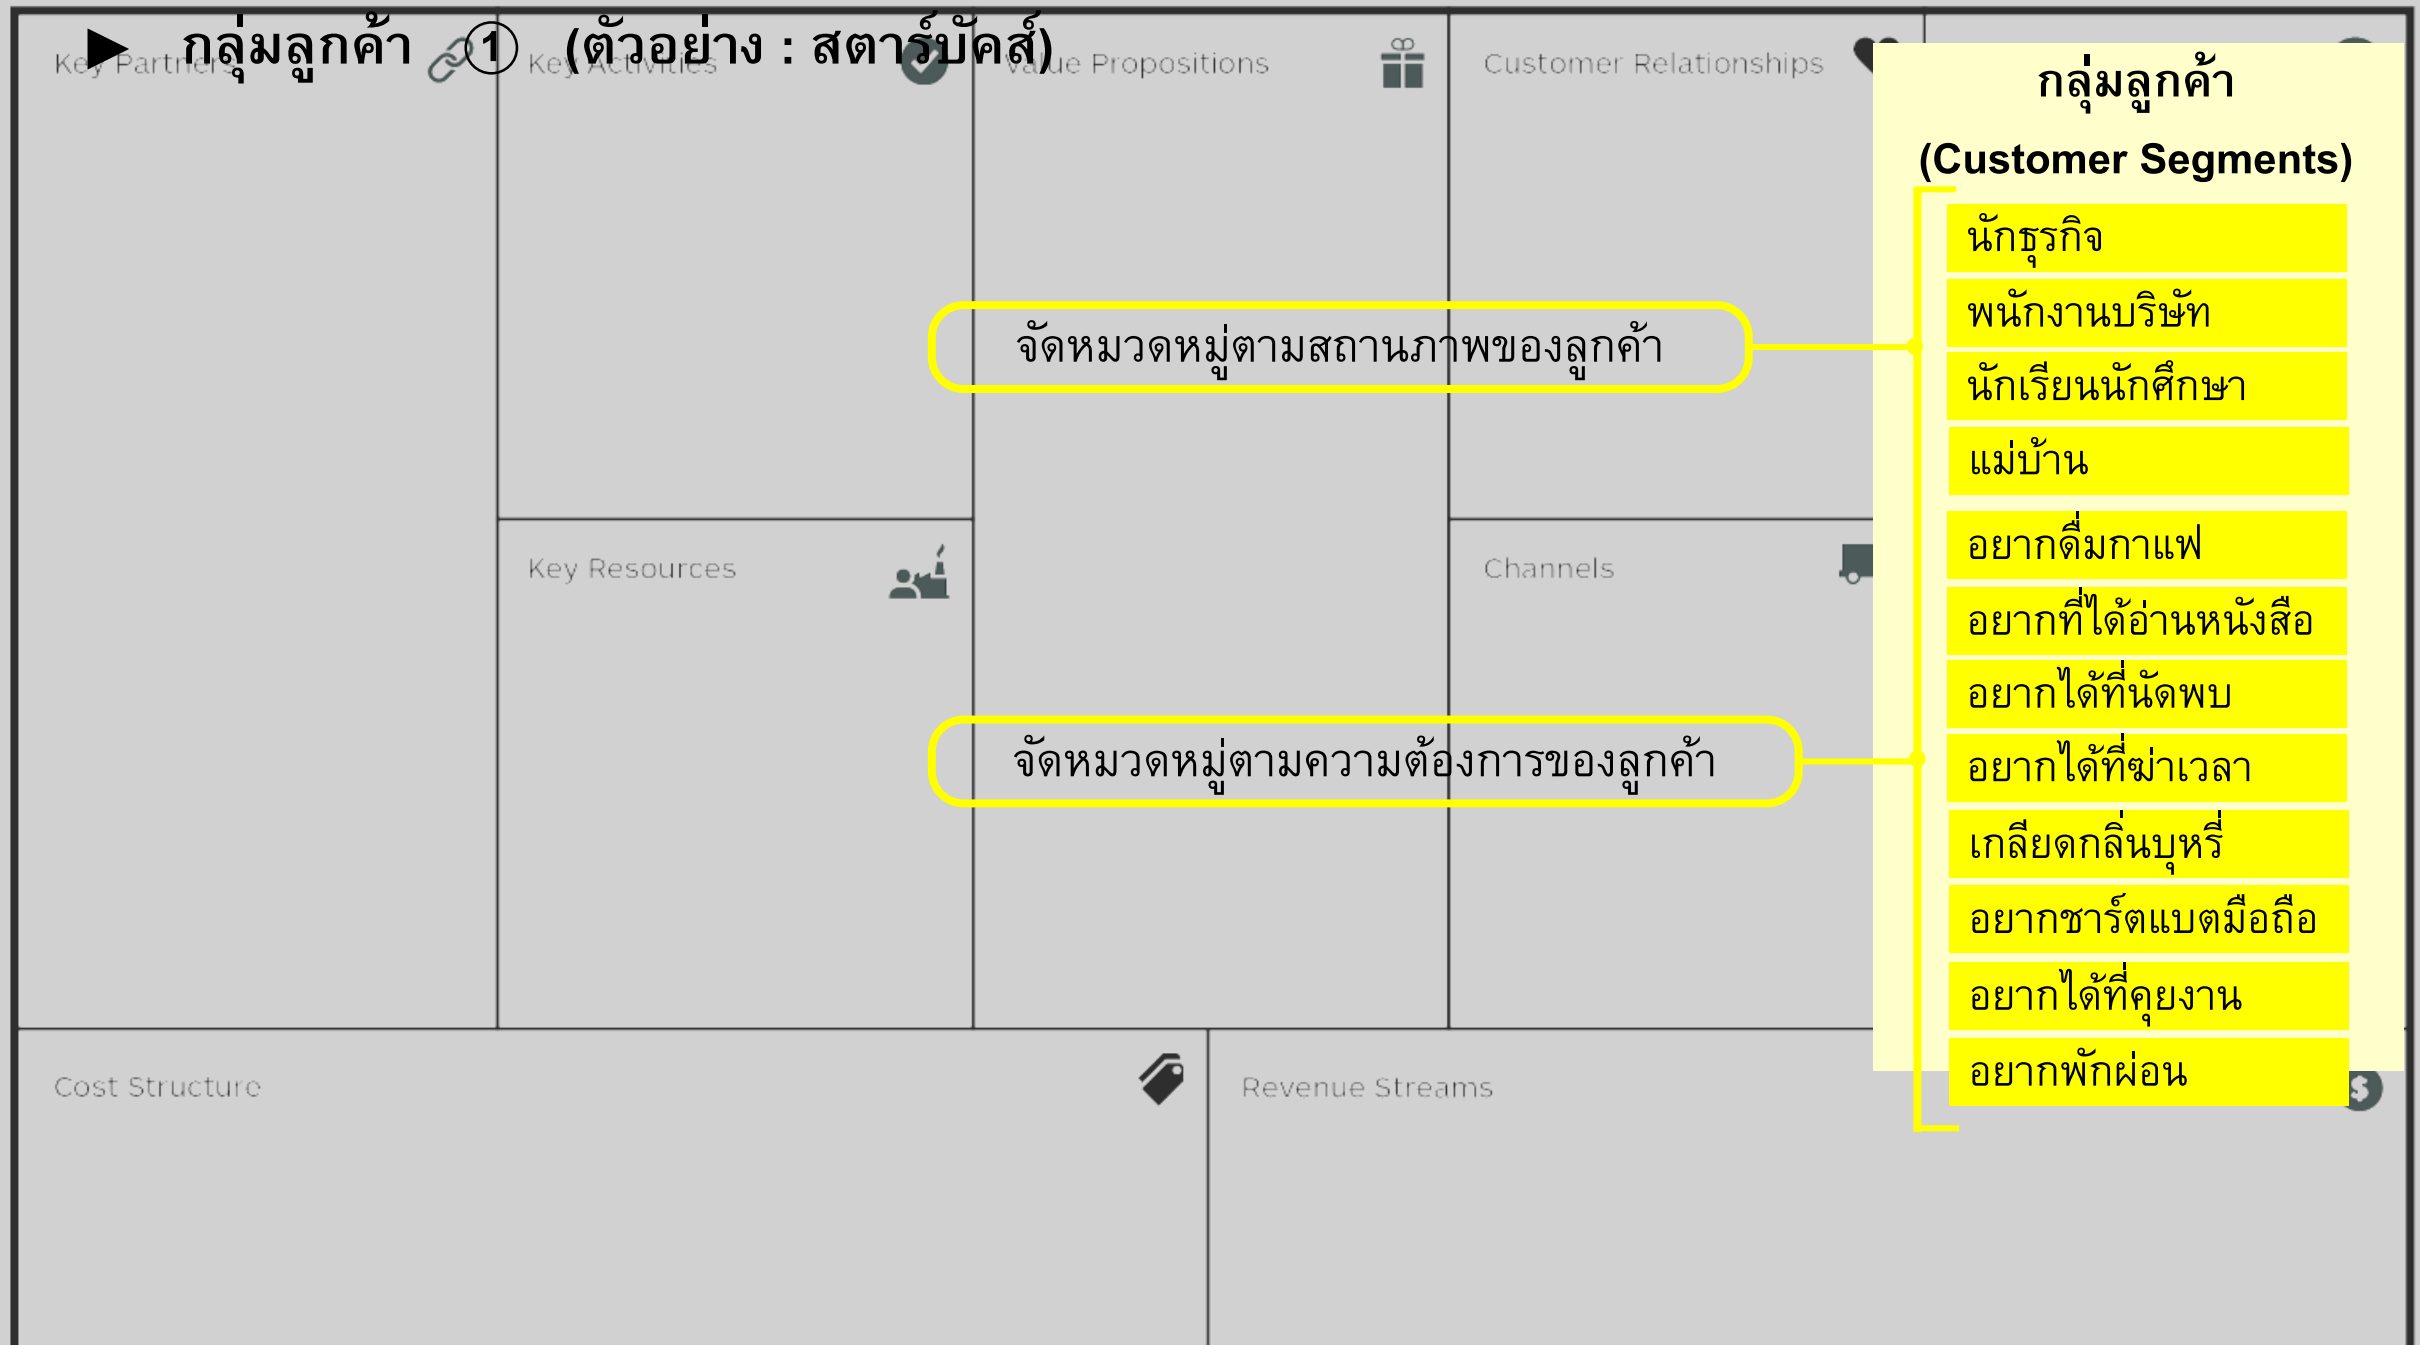 ► กลุ่มลูกค้า ① (ตัวอย่าง : สตาร์บัคส์)
Key Partners
Key Activities
Value Propositions
Customer Relationships
กลุ่มลูกค้า
(Customer Segments)
นักธุรกิจ
พนักงานบริษัท
จัดหมวดหมู่ตามสถานภาพของลูกค้า
นักเรียนนักศึกษา
แม่บ้าน
Key Resources
Channels
อยากดื่มกาแฟ
อยากที่ได้อ่านหนังสือ
อยากได้ที่นัดพบ
จัดหมวดหมู่ตามความต้องการของลูกค้า
อยากได้ที่ฆ่าเวลา
เกลียดกลิ่นบุหรี่
อยากชาร์ตแบตมือถือ
อยากได้ที่คุยงาน
อยากพักผ่อน
Cost Structure
Revenue Streams
$